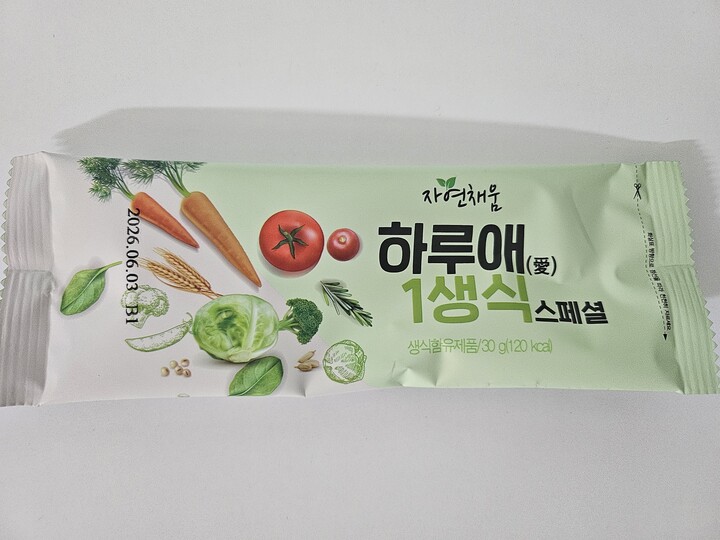 자연채움
하루애(愛)
1생식 스페셜
생식함유제품/30 g(120 kcal)
2026.06.03 B1